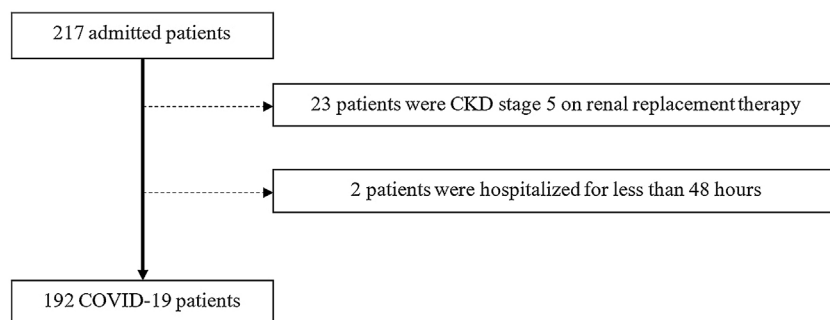 217 admitted patients
23 patients were CKD stage 5 on renal replacement therapy
2 patients were hospitalized for less than 48 hours
192 COVID-19 patients